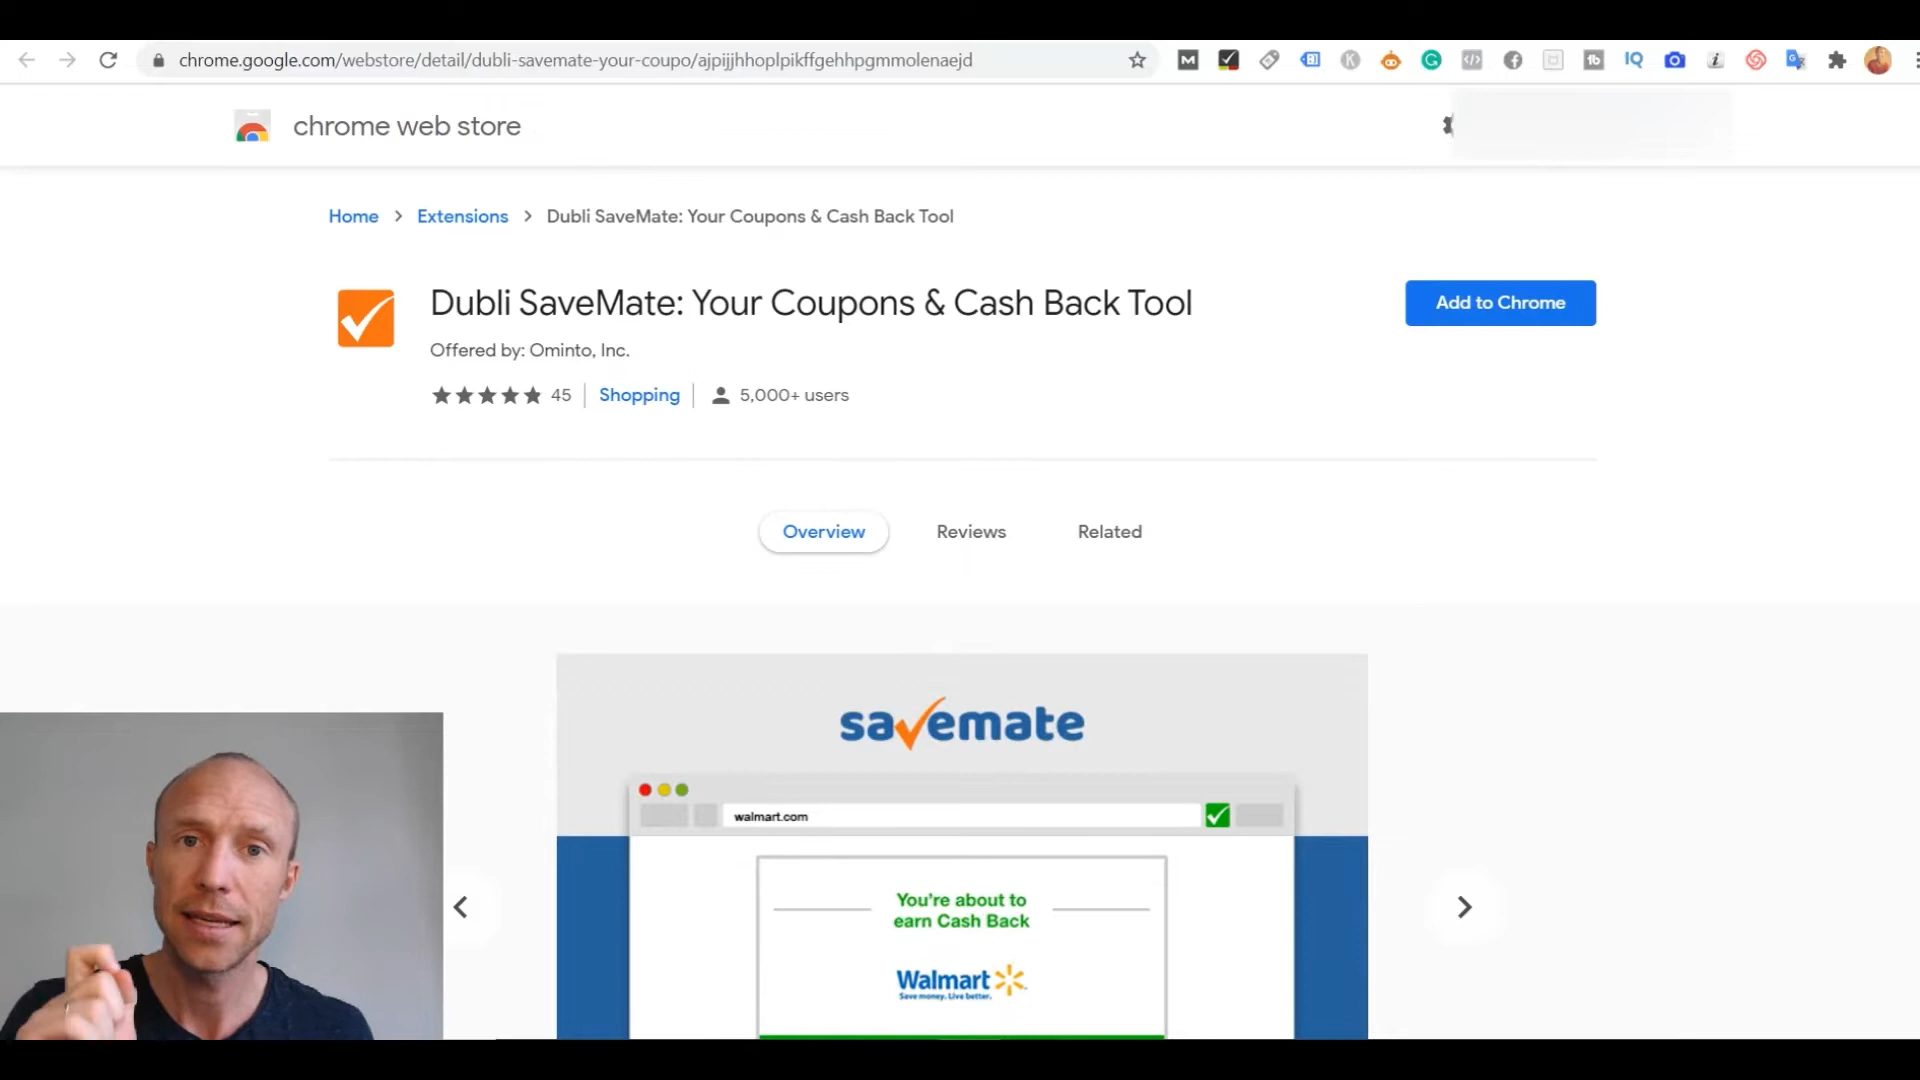 chrome.google.com/webstore/detail/dubli-savemate-your-coupo/ajpijjhhoplpikffgehhpgmmolenaejd
chrome web store
Home > Extensions > Dubli SaveMate: Your Coupons & Cash Back Tool
Dubli SaveMate: Your Coupons & Cash Back Tool
Add to Chrome
Offered by: Ominto, Inc.
45 | Shopping | 5,000+ users
Overview
Reviews
Related
savemate
walmart.com
You're about to
earn Cash Back
Walmart
Save money. Live better.